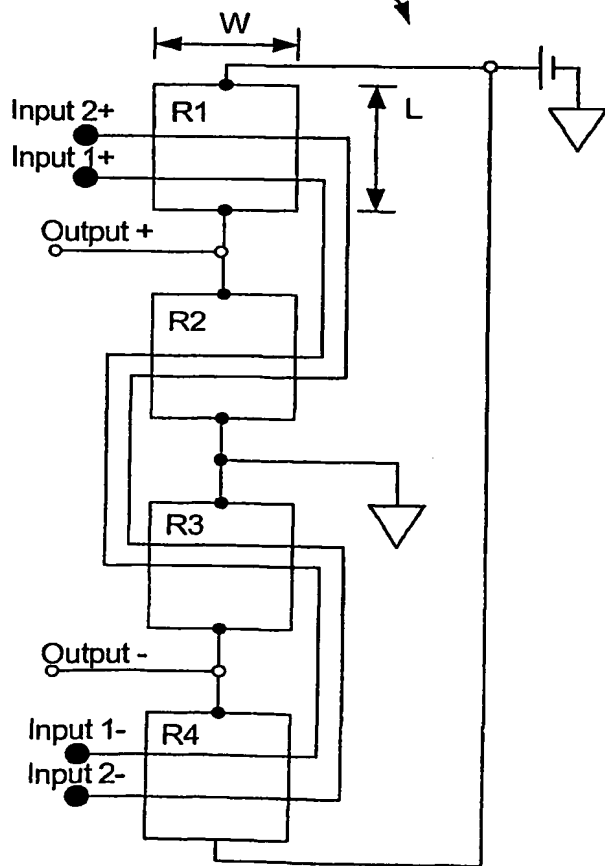 W
R1
L
Input 2+
Input 1+
Output +
R2
R3
Output -
Input 1-
R4
Input 2-